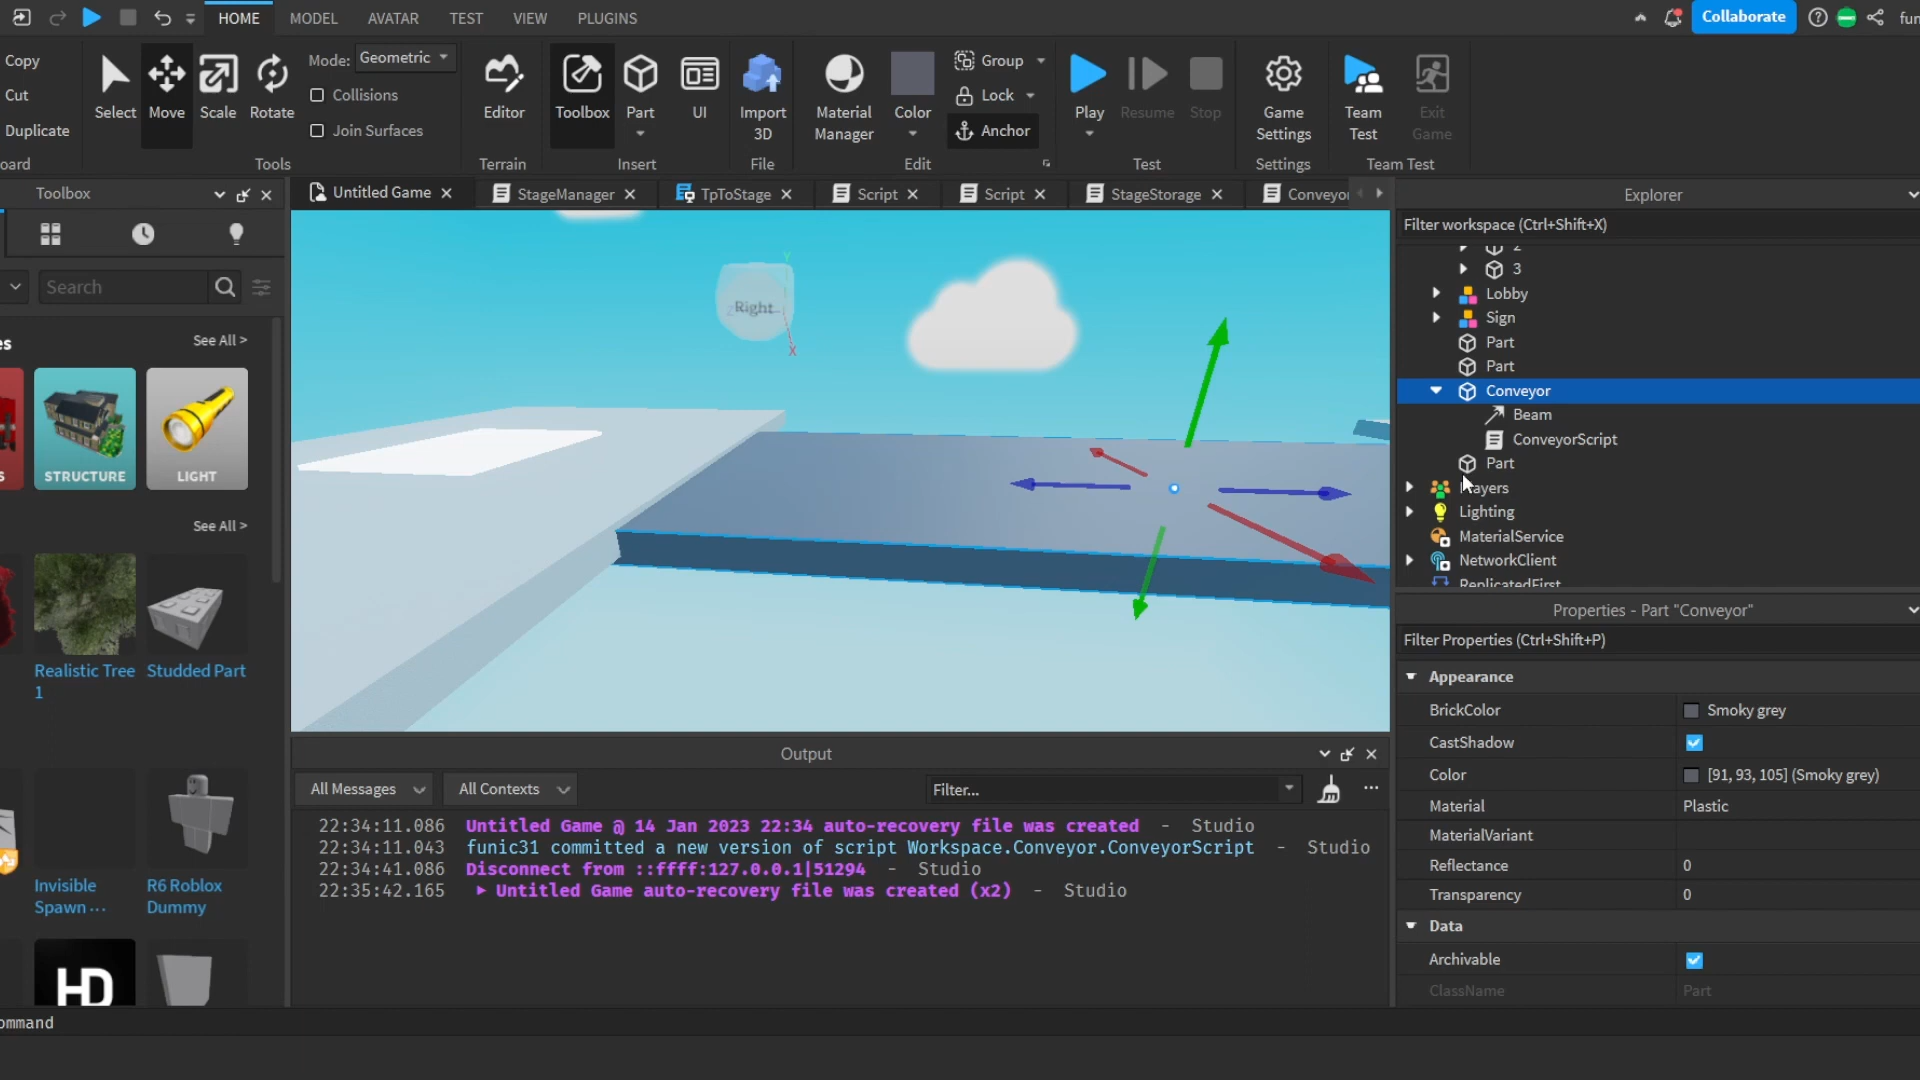 HOME
MODEL
AVATAR
TEST
VIEW
PLUGINS
Collaborate
fun
Copy
Cut
Duplicate
oard
Select
Move
Scale
Rotate
Mode: Geometric
Collisions
Join Surfaces
Tools
Editor
Terrain
Toolbox
Part
UI
Insert
Import
3D
File
Material
Manager
Color
Group
Lock
Anchor
Edit
Play
Resume
Stop
Test
Game
Settings
Settings
Team
Test
Exit
Game
Team Test
Toolbox
Untitled Game
StageManager
TpToStage
Script
Script
StageStorage
Conveyor
Explorer
Filter workspace (Ctrl+Shift+X)
Search
es
See All >
STRUCTURE
LIGHT
See All >
Realistic Tree
1
Studded Part
Invisible
Spawn ...
R6 Roblox
Dummy
HD
Right
Y
Z
X
2
3
Lobby
Sign
Part
Part
Conveyor
Beam
ConveyorScript
Part
Players
Lighting
MaterialService
NetworkClient
ReplicatedFirst
Properties - Part "Conveyor"
Filter Properties (Ctrl+Shift+P)
Appearance
BrickColor Smoky grey
CastShadow
Color [91, 93, 105] (Smoky grey)
Material Plastic
MaterialVariant
Reflectance 0
Transparency 0
Data
Archivable
ClassName Part
Output
All Messages
All Contexts
Filter...
22:34:11.086 Untitled Game @ 14 Jan 2023 22:34 auto-recovery file was created - Studio
22:34:11.043 funic31 committed a new version of script Workspace.Conveyor.ConveyorScript - Studio
22:34:41.086 Disconnect from ::ffff:127.0.0.1|51294 - Studio
22:35:42.165 Untitled Game auto-recovery file was created (x2) - Studio
ommand